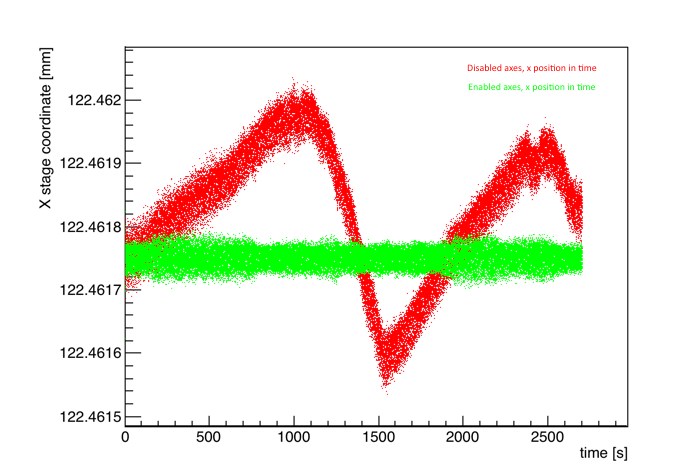 X stage coordinate [mm]
Disabled axes, x position in time
Enabled axes, x position in time
122.462
122.4619
122.4618
122.4617
122.4616
122.4615
0 500 1000 1500 2000 2500
time [s]